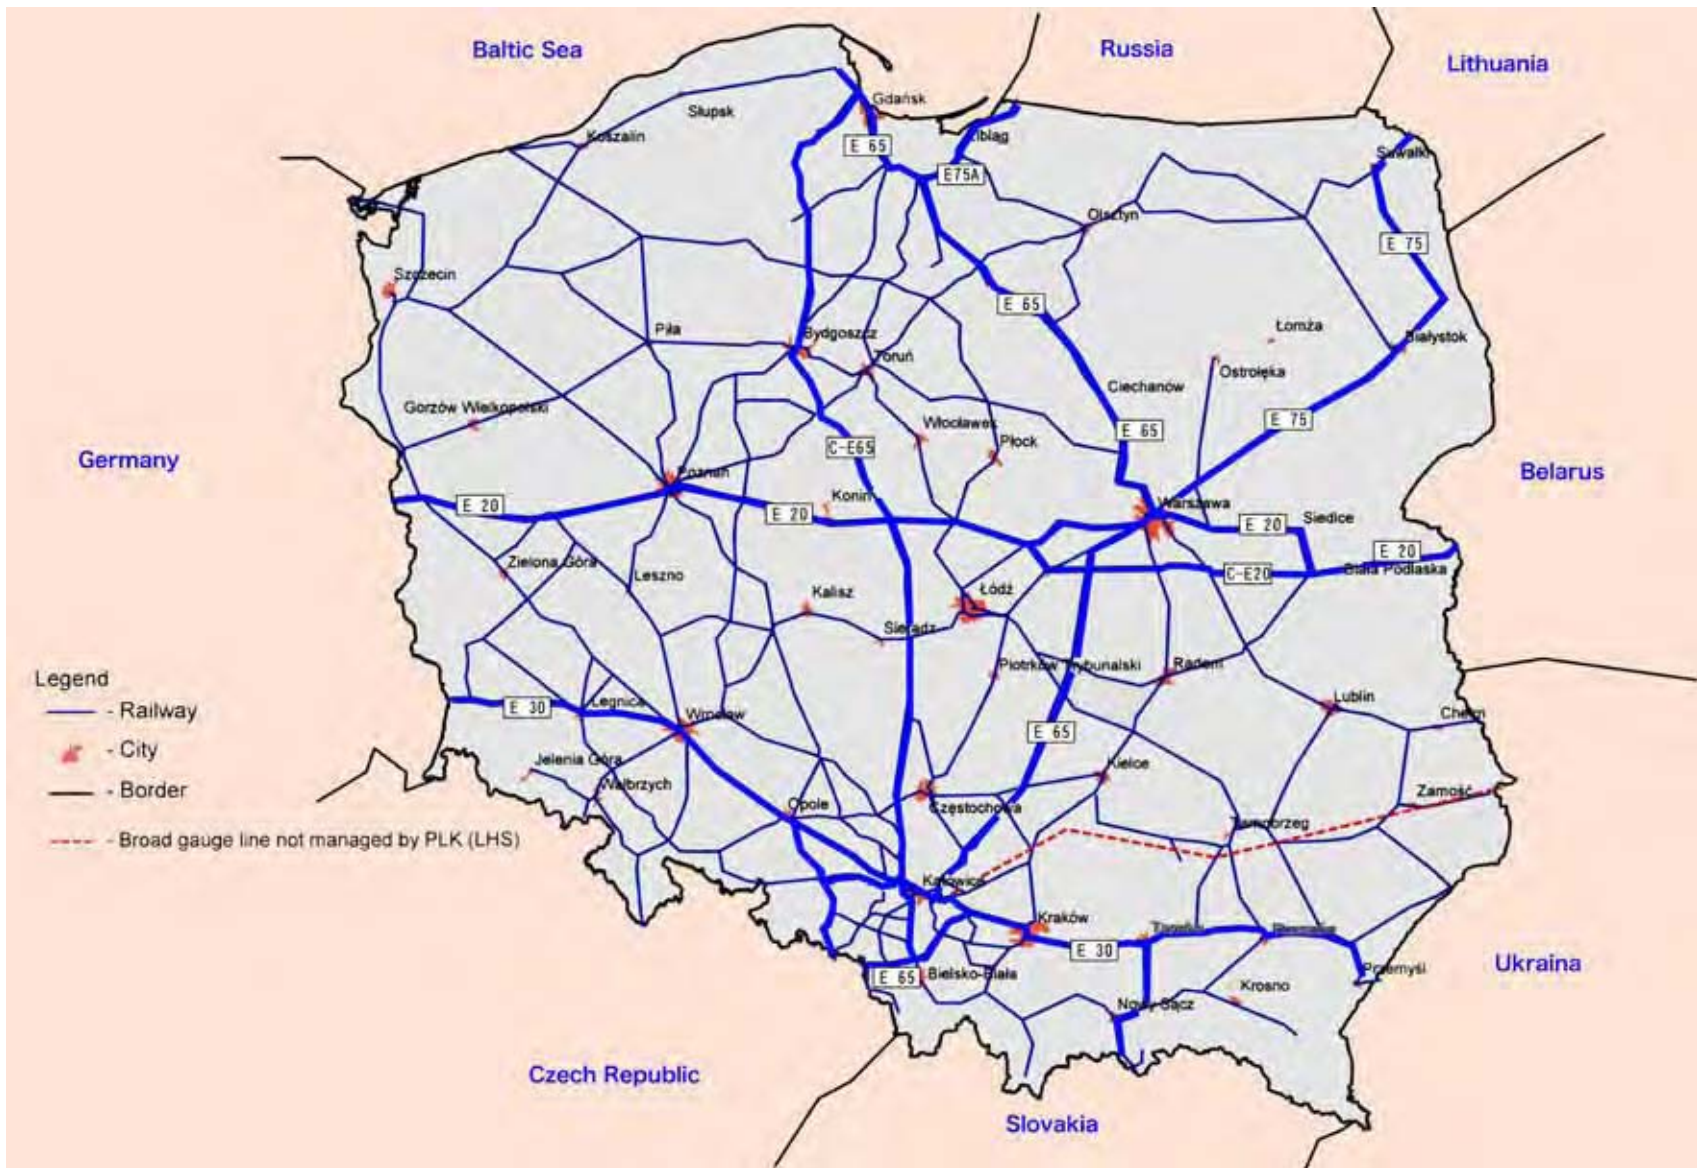 Baltic Sea
Russia
Lithuania
Słupsk
Gdańsk
Koszalin
E 65
Suwałki
E75A
Olsztyn
E 75
Szczecin
E 65
Piła
Bydgoszcz
Łomża
Białystok
Toruń
Ostrołęka
Ciechanów
Gorzów Wielkopolski
E 75
Włocławek
E 65
Płock
C-E65
Germany
Poznań
Belarus
E 20
Konin
Warszawa
E 20
E 20
Siedlce
E 20
Zielona Góra
Leszno
C-E20
Biała Podlaska
Kalisz
Łódź
Sieradz
Piotrków Trybunalski
Radom
Legend
- Railway
- City
- Border
- Broad gauge line not managed by PLK (LHS)
Legnica
E 30
Wrocław
Lublin
Chełm
E 65
Jelenia Góra
Kielce
Wałbrzych
Opole
Częstochowa
Zamość
Tarnobrzeg
Katowice
Kraków
E 30
E 65
Bielsko-Biała
Przemyśl
Ukraina
Krosno
Nowy Sącz
Czech Republic
Slovakia